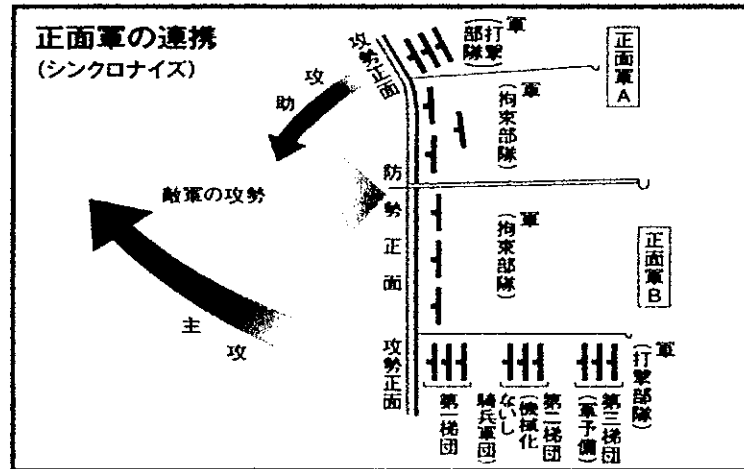 正面軍の連携
(シンクロナイズ)
攻勢正面
軍
(打撃部隊)
正面軍A
助攻
軍
(拘束部隊)
防勢正面
敵軍の攻勢
軍
(拘束部隊)
正面軍B
主攻
攻勢正面
軍
(打撃部隊)
第一梯団
第二梯団
(機械化
ないし
騎兵軍団)
第三梯団
(軍予備)